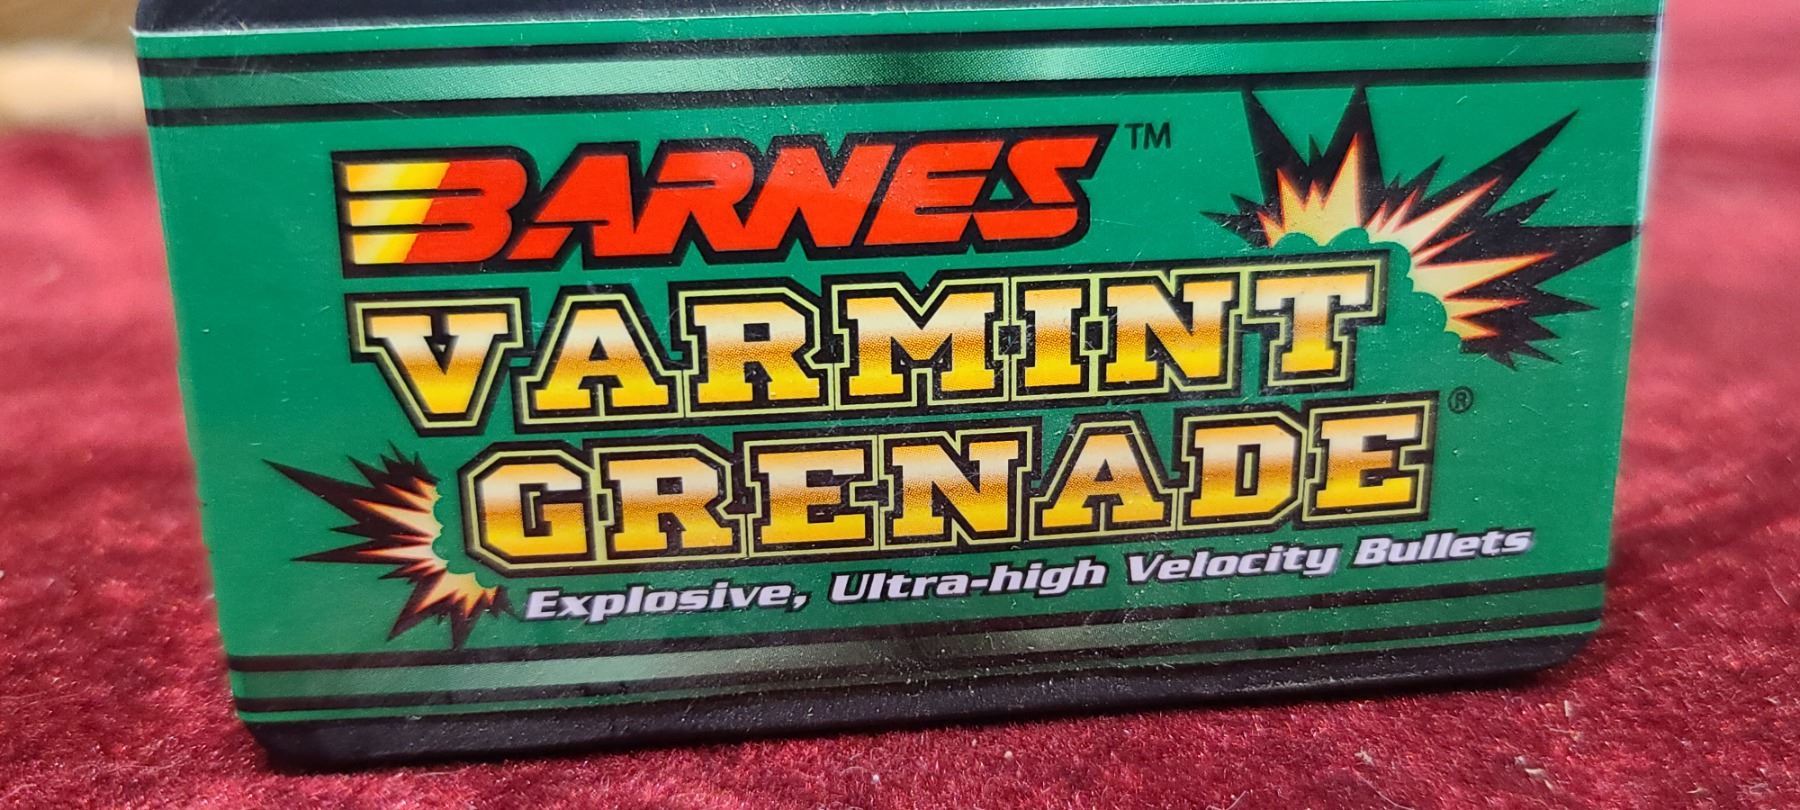 BARNES™
VARMINT
GRENADE®
Explosive, Ultra-high Velocity Bullets